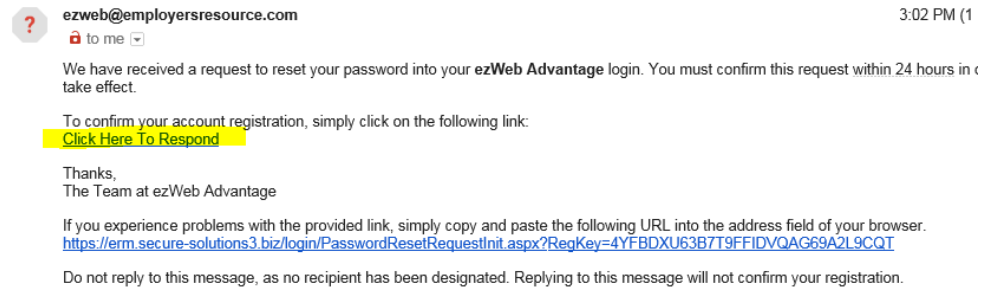 ezweb@employersresource.com 3:02 PM (1
? to me
We have received a request to reset your password into your ezWeb Advantage login. You must confirm this request within 24 hours in
take effect.
To confirm your account registration, simply click on the following link:
Click Here To Respond
Thanks,
The Team at ezWeb Advantage
If you experience problems with the provided link, simply copy and paste the following URL into the address field of your browser.
https://erm.secure-solutions3.biz/login/PasswordResetRequestInit.aspx?RegKey=4YFBDXU63B7T9FFIDVQAG69A2L9CQT
Do not reply to this message, as no recipient has been designated. Replying to this message will not confirm your registration.